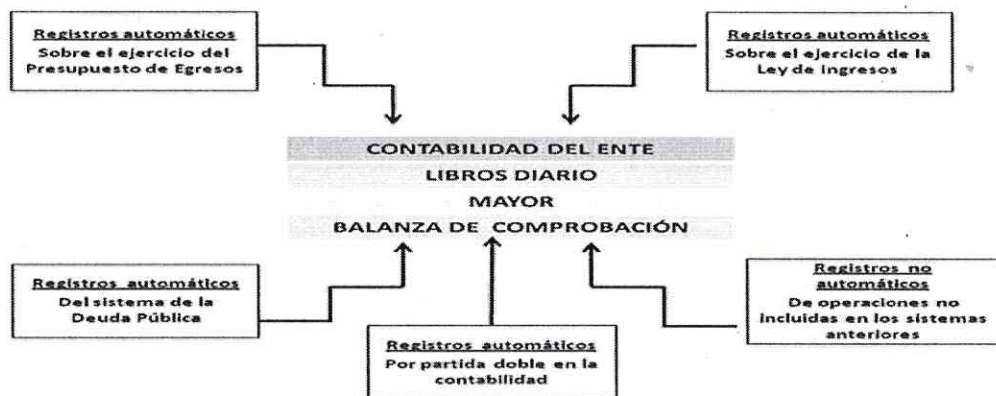 Registros automáticos
Sobre el ejercicio del
Presupuesto de Egresos
Registros automáticos
Sobre el ejercicio de la
Ley de Ingresos
CONTABILIDAD DEL ENTE
LIBROS DIARIO
MAYOR
BALANZA DE COMPROBACIÓN
Registros automáticos
Del sistema de la
Deuda Pública
Registros automáticos
Por partida doble en la
contabilidad
Registros no
automáticos
De operaciones no
incluidas en los sistemas
anteriores